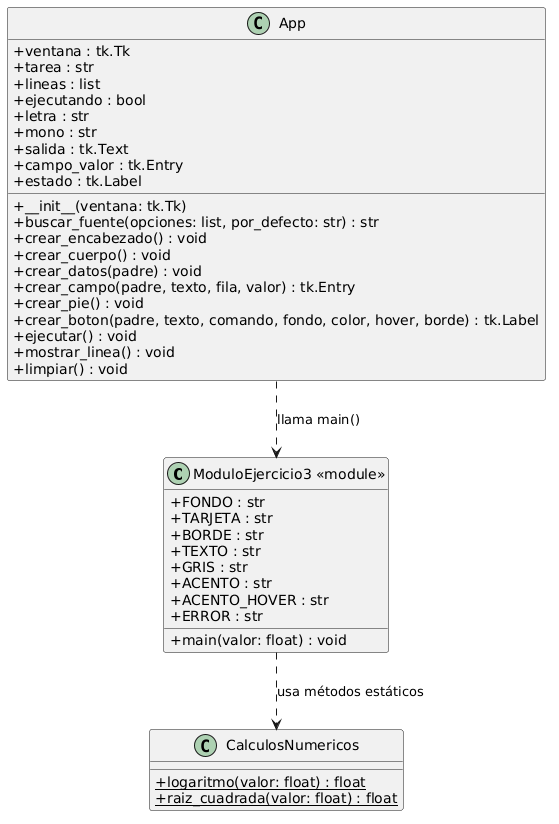 C App
+ventana : tk.Tk
+tarea : str
+lineas : list
+ejecutando : bool
+letra : str
+mono : str
+salida : tk.Text
+campo_valor : tk.Entry
+estado : tk.Label
+__init__(ventana: tk.Tk)
+buscar_fuente(opciones: list, por_defecto: str) : str
+crear_encabezado() : void
+crear_cuerpo() : void
+crear_datos(padre) : void
+crear_campo(padre, texto, fila, valor) : tk.Entry
+crear_pie() : void
+crear_boton(padre, texto, comando, fondo, color, hover, borde) : tk.Label
+ejecutar() : void
+mostrar_linea() : void
+limpiar() : void
llama main()
C ModuloEjercicio3 «module»
+FONDO : str
+TARJETA : str
+BORDE : str
+TEXTO : str
+GRIS : str
+ACENTO : str
+ACENTO_HOVER : str
+ERROR : str
+main(valor: float) : void
usa métodos estáticos
C CalculosNumericos
+logaritmo(valor: float) : float
+raiz_cuadrada(valor: float) : float